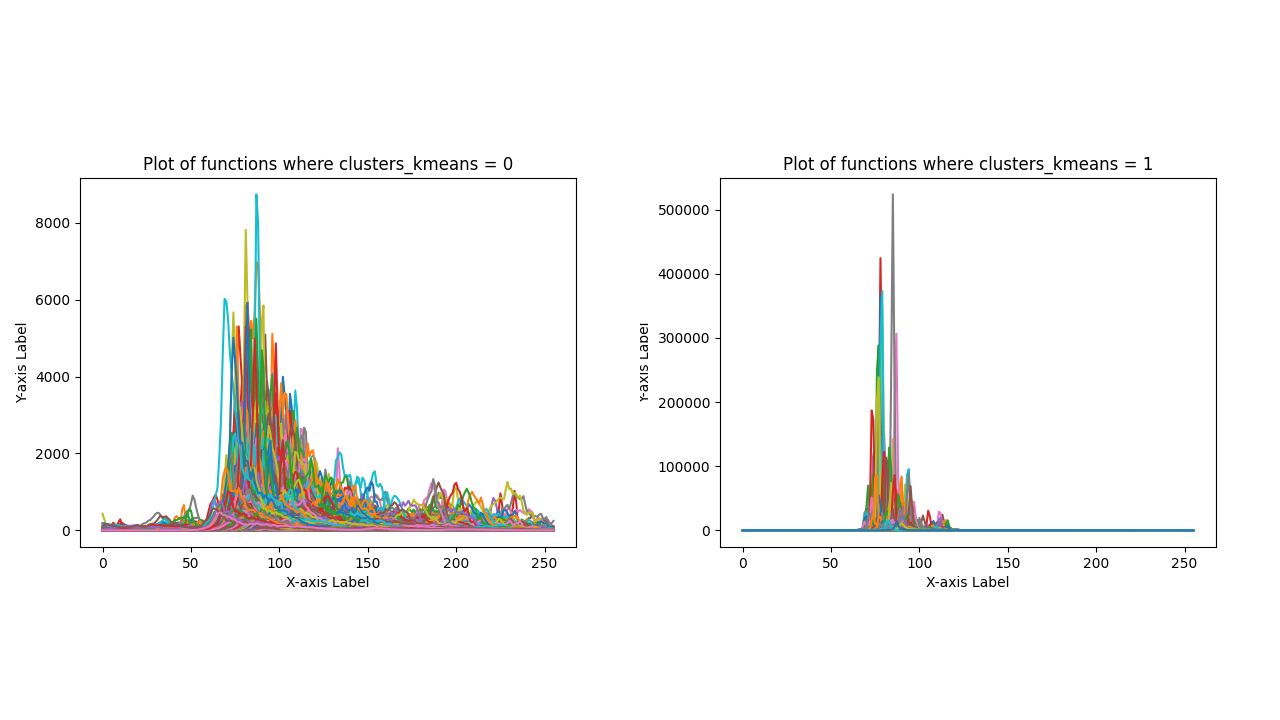 Plot of functions where clusters_kmeans = 0
8000
6000
4000
2000
0
Y-axis Label
0 50 100 150 200 250
X-axis Label
Plot of functions where clusters_kmeans = 1
500000
400000
300000
200000
100000
0
Y-axis Label
0 50 100 150 200 250
X-axis Label